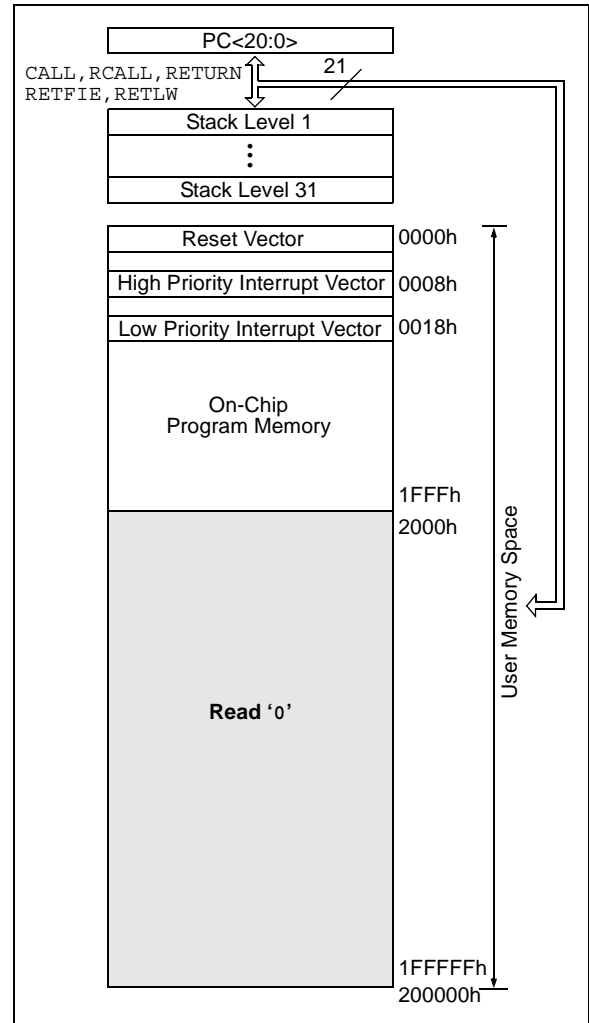 PC<20:0>
CALL,RCALL,RETURN
RETFIE,RETLW
21
Stack Level 1
Stack Level 31
Reset Vector
0000h
High Priority Interrupt Vector
0008h
Low Priority Interrupt Vector
0018h
On-Chip
Program Memory
1FFFh
2000h
User Memory Space
Read ‘0’
1FFFFFh
200000h